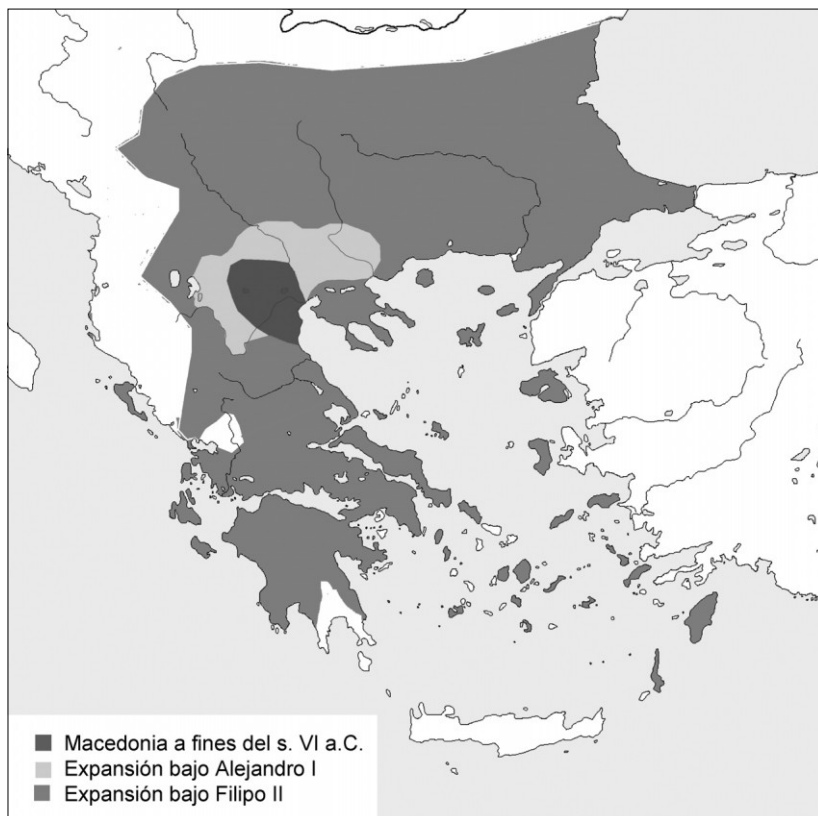 Macedonia a fines del s. VI a.C.
Expansión bajo Alejandro I
Expansión bajo Filipo II